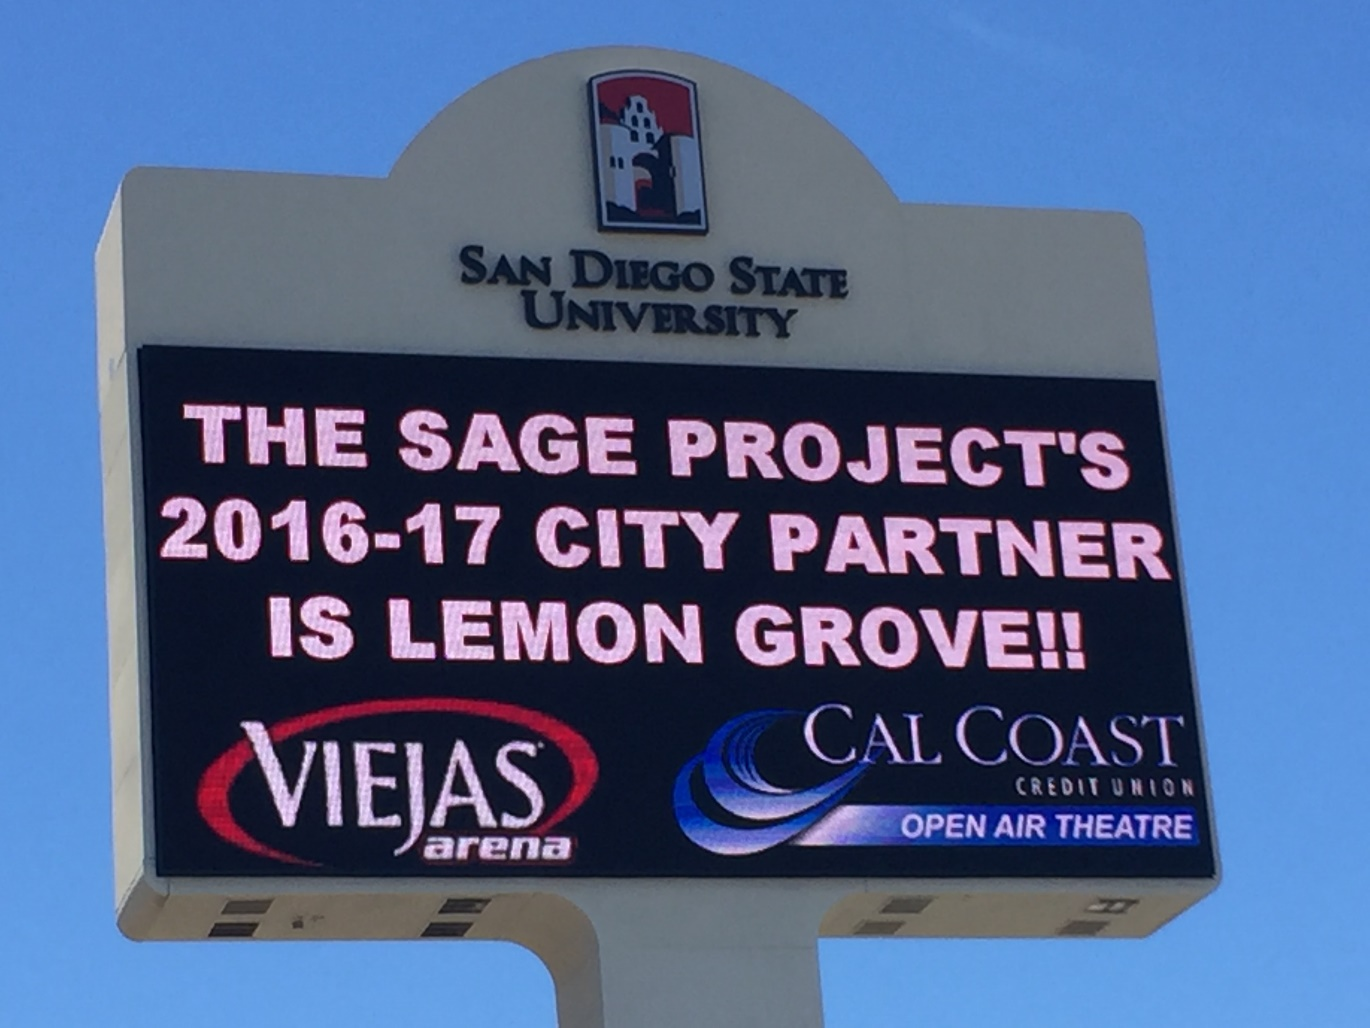 SAN DIEGO STATE
UNIVERSITY
THE SAGE PROJECT'S
2016-17 CITY PARTNER
IS LEMON GROVE!!
VIEJAS
arena
CAL COAST
CREDIT UNION
OPEN AIR THEATRE